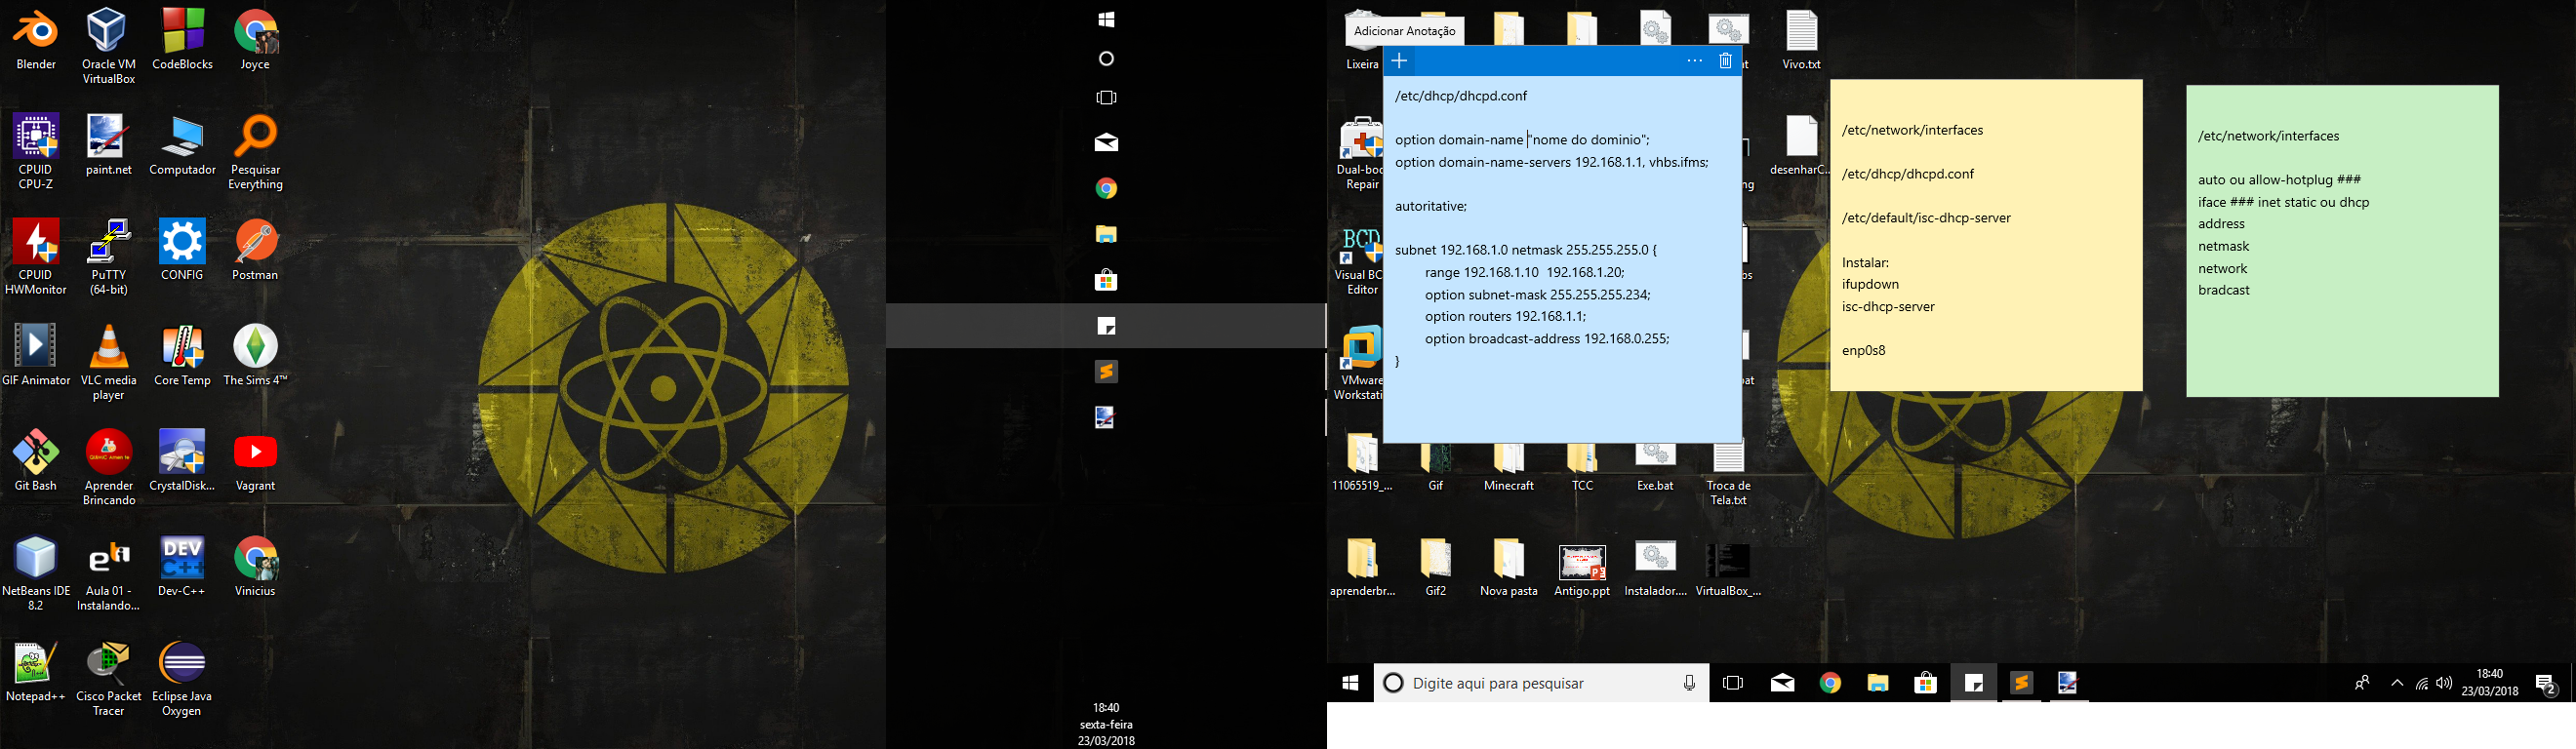 Blender
Oracle VM
VirtualBox
CodeBlocks
Joyce
CPUID
CPU-Z
paint.net
Computador
Pesquisar
Everything
CPUID
HWMonitor
PuTTY
(64-bit)
CONFIG
Postman
GIF Animator
VLC media
player
Core Temp
The Sims 4™
Git Bash
Aprender
Brincando
CrystalDisk...
Vagrant
NetBeans IDE
8.2
Aula 01 -
Instalando...
DEV
C++
Dev-C++
Vinicius
Notepad++
Cisco Packet
Tracer
Eclipse Java
Oxygen
18:40
sexta-feira
23/03/2018
Adicionar Anotação
Lixeira
Vivo.txt
Dual-boo
Repair
desenharC...
BCD
Visual BC
Editor
VMware
Workstati
/etc/dhcp/dhcpd.conf
option domain-name "nome do dominio";
option domain-name-servers 192.168.1.1, vhbs.ifms;
autoritative;
subnet 192.168.1.0 netmask 255.255.255.0 {
range 192.168.1.10  192.168.1.20;
option subnet-mask 255.255.255.234;
option routers 192.168.1.1;
option broadcast-address 192.168.0.255;
}
/etc/network/interfaces
/etc/dhcp/dhcpd.conf
/etc/default/isc-dhcp-server
Instalar:
ifupdown
isc-dhcp-server
enp0s8
/etc/network/interfaces
auto ou allow-hotplug ###
iface ### inet static ou dhcp
address
netmask
network
bradcast
11065519_...
Gif
Minecraft
TCC
Exe.bat
Troca de
Tela.txt
aprenderbr...
Gif2
Nova pasta
Antigo.ppt
Instalador....
VirtualBox_...
Digite aqui para pesquisar
18:40
23/03/2018
2